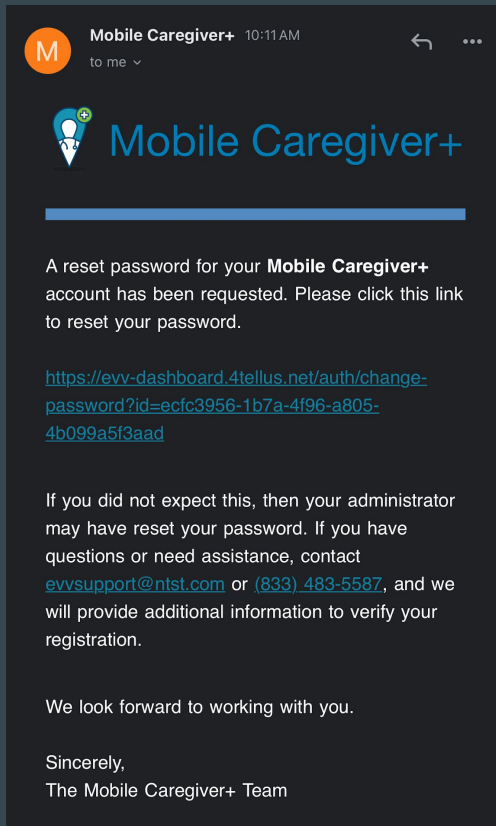 M
Mobile Caregiver+ 10:11 AM
to me
Mobile Caregiver+
A reset password for your Mobile Caregiver+
account has been requested. Please click this link
to reset your password.
https://evv-dashboard.4tellus.net/auth/change-
password?id=ecfc3956-1b7a-4f96-a805-
4b099a5f3aad
If you did not expect this, then your administrator
may have reset your password. If you have
questions or need assistance, contact
evvsupport@ntst.com or (833) 483-5587, and we
will provide additional information to verify your
registration.
We look forward to working with you.
Sincerely,
The Mobile Caregiver+ Team